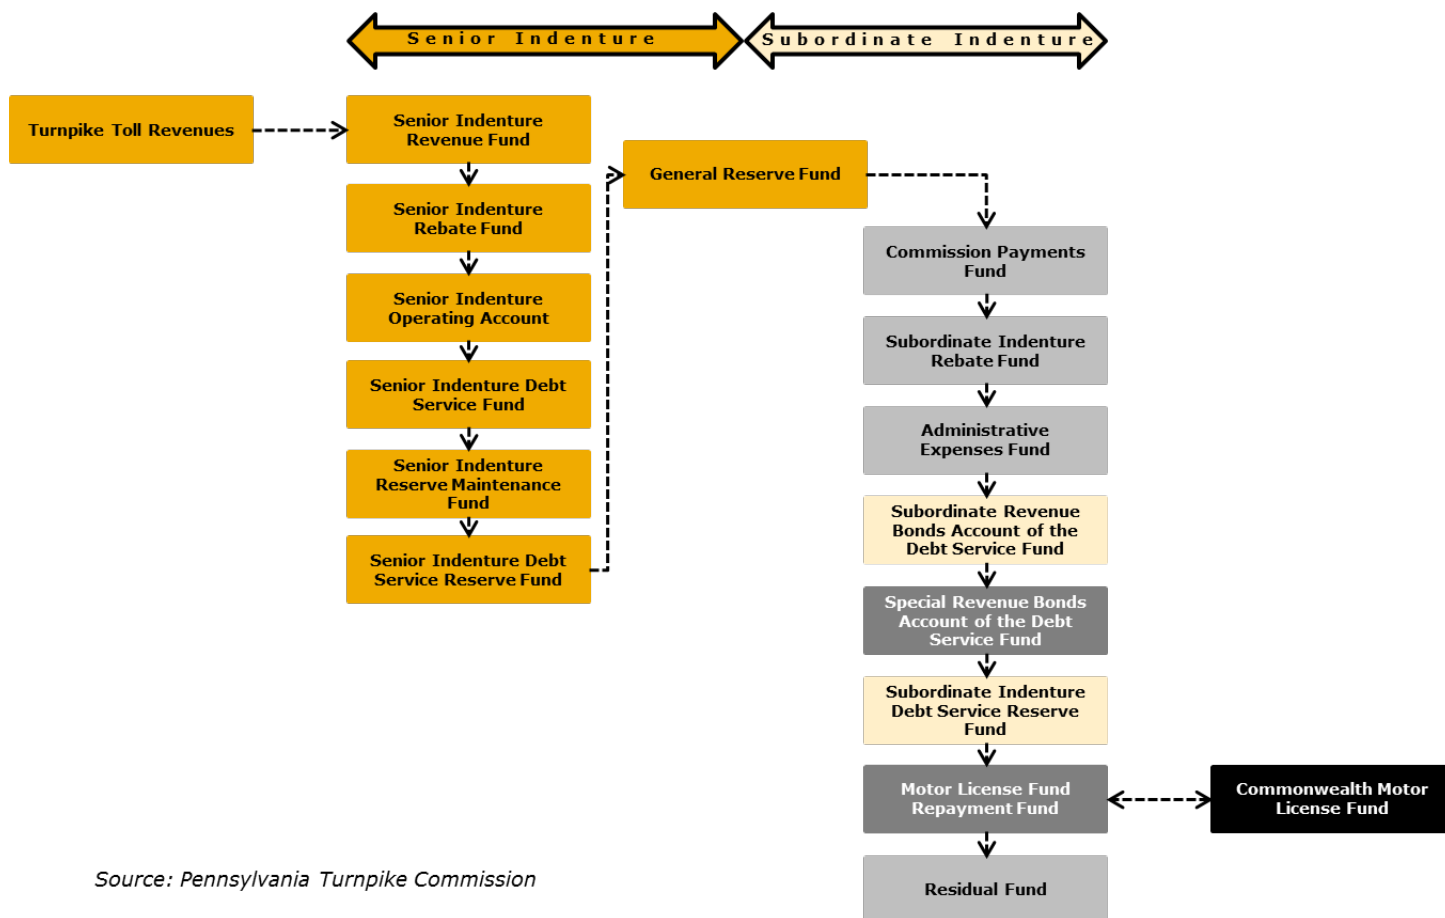 Senior Indenture
Subordinate Indenture
Turnpike Toll Revenues
Senior Indenture
Revenue Fund
Senior Indenture
Rebate Fund
Senior Indenture
Operating Account
Senior Indenture Debt
Service Fund
Senior Indenture
Reserve Maintenance
Fund
Senior Indenture Debt
Service Reserve Fund
General Reserve Fund
Commission Payments
Fund
Subordinate Indenture
Rebate Fund
Administrative
Expenses Fund
Subordinate Revenue
Bonds Account of the
Debt Service Fund
Special Revenue Bonds
Account of the Debt
Service Fund
Subordinate Indenture
Debt Service Reserve
Fund
Motor License Fund
Repayment Fund
Commonwealth Motor
License Fund
Residual Fund
Source: Pennsylvania Turnpike Commission